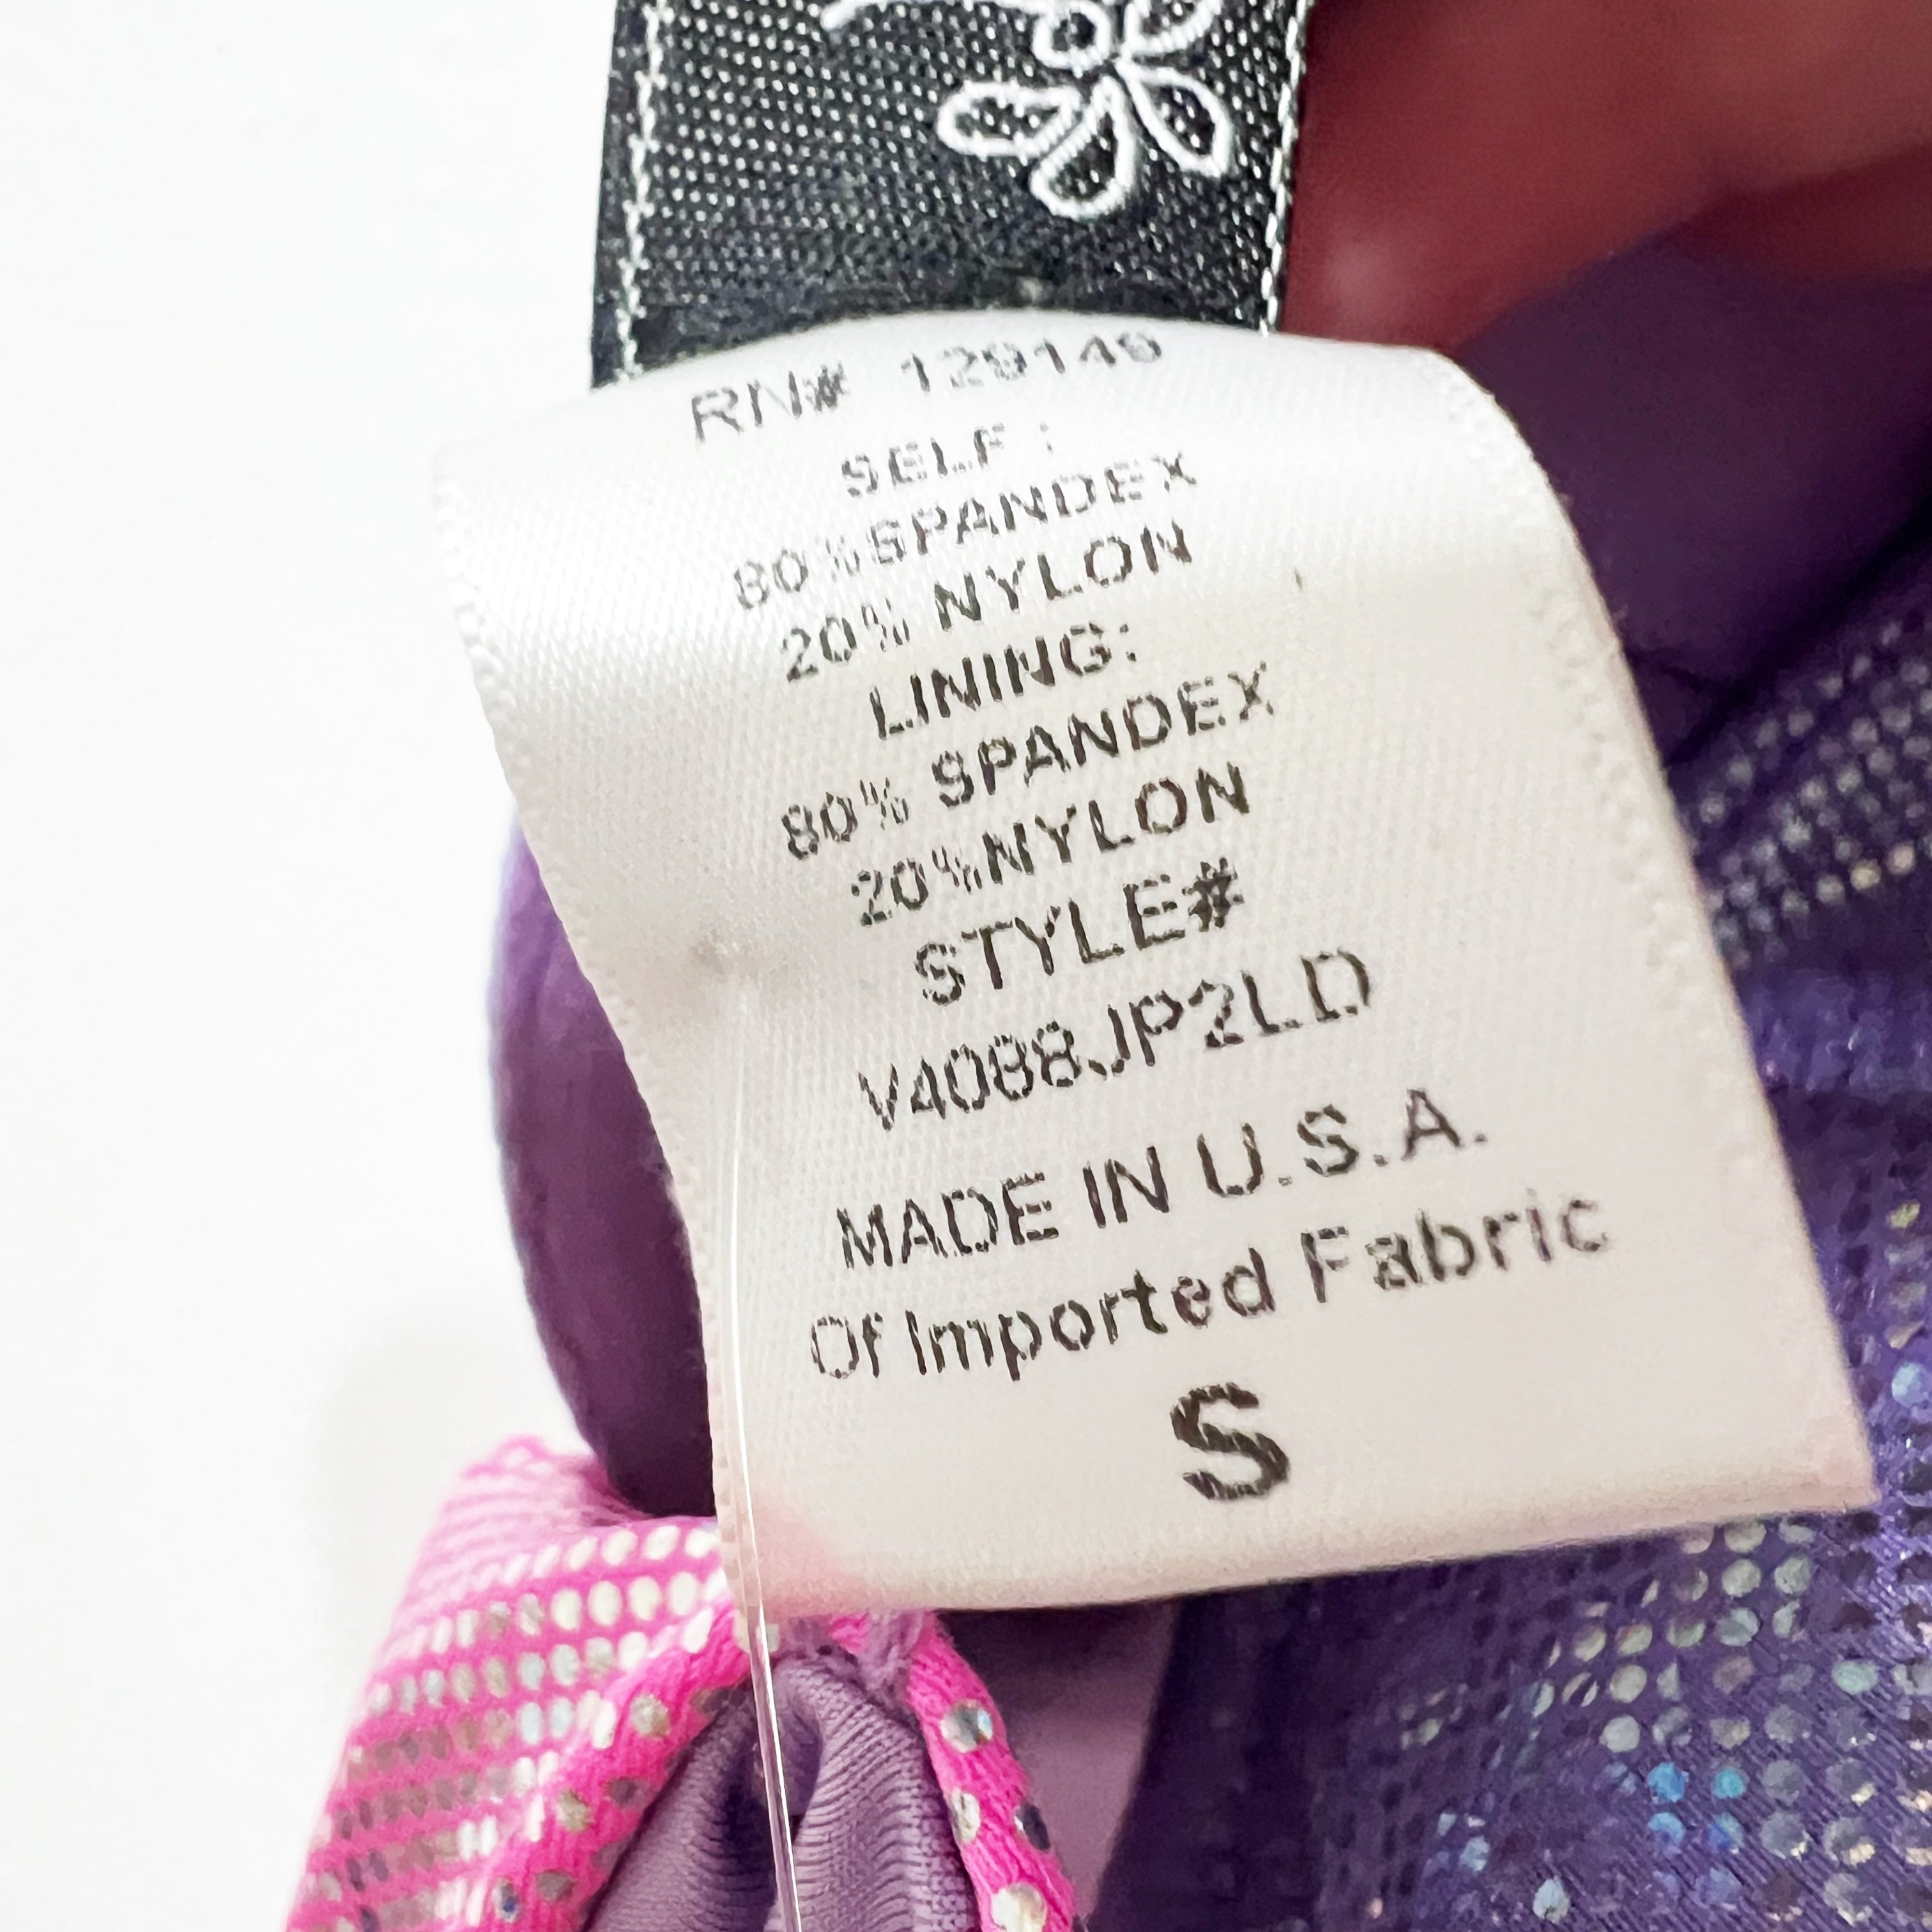 RN# 129149
SELF :
80%SPANDEX
20% NYLON
LINING:
80% SPANDEX
20%NYLON
STYLE#
V4088JP2LD
MADE IN U.S.A.
Of Imported Fabric
S